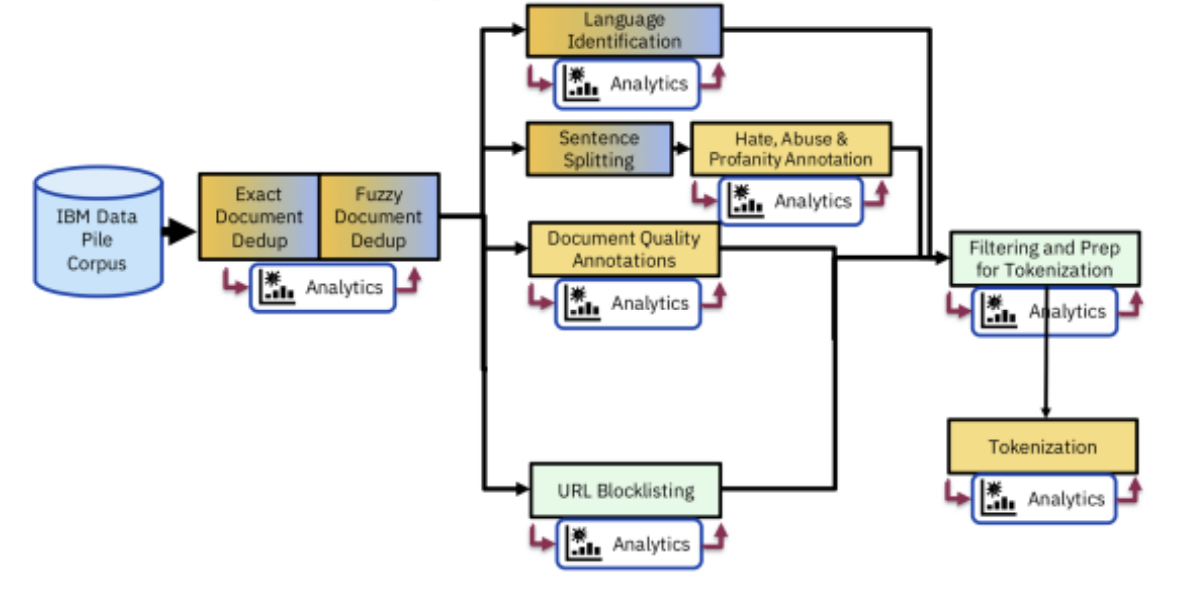 Language
Identification
Analytics
Sentence
Splitting
Hate, Abuse &
Profanity Annotation
Analytics
IBM Data
Pile
Corpus
Exact
Document
Dedup
Fuzzy
Document
Dedup
Analytics
Document Quality
Annotations
Analytics
Filtering and Prep
for Tokenization
Analytics
Tokenization
Analytics
URL Blocklisting
Analytics